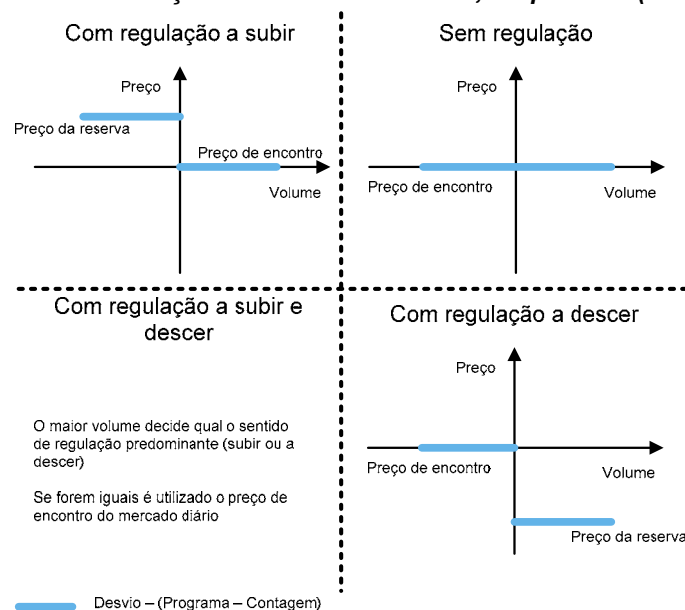 Com regulação a subir
Preço
Preço da reserva
Preço de encontro
Volume
Sem regulação
Preço
Preço de encontro
Volume
Com regulação a subir e
descer
O maior volume decide qual o sentido
de regulação predominante (subir ou a
descer)
Se forem iguais é utilizado o preço de
encontro do mercado diário
Com regulação a descer
Preço
Preço de encontro
Volume
Preço da reserva
Desvio – (Programa – Contagem)